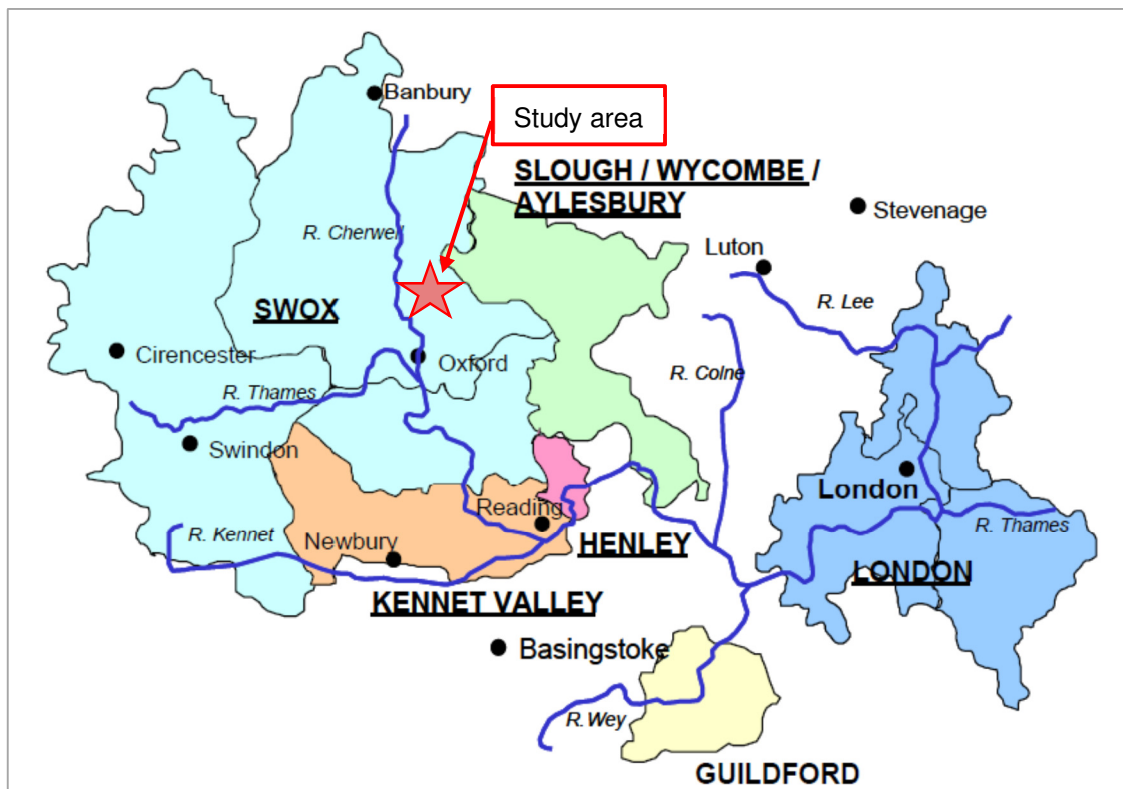 Banbury
Study area
SLOUGH / WYCOMBE /
AYLESBURY
Stevenage
R. Cherwell
Luton
SWOX
R. Lee
Cirencester
Oxford
R. Colne
R. Thames
Swindon
London
Reading
R. Kennet
Newbury
HENLEY
R. Thames
LONDON
KENNET VALLEY
Basingstoke
R. Wey
GUILDFORD